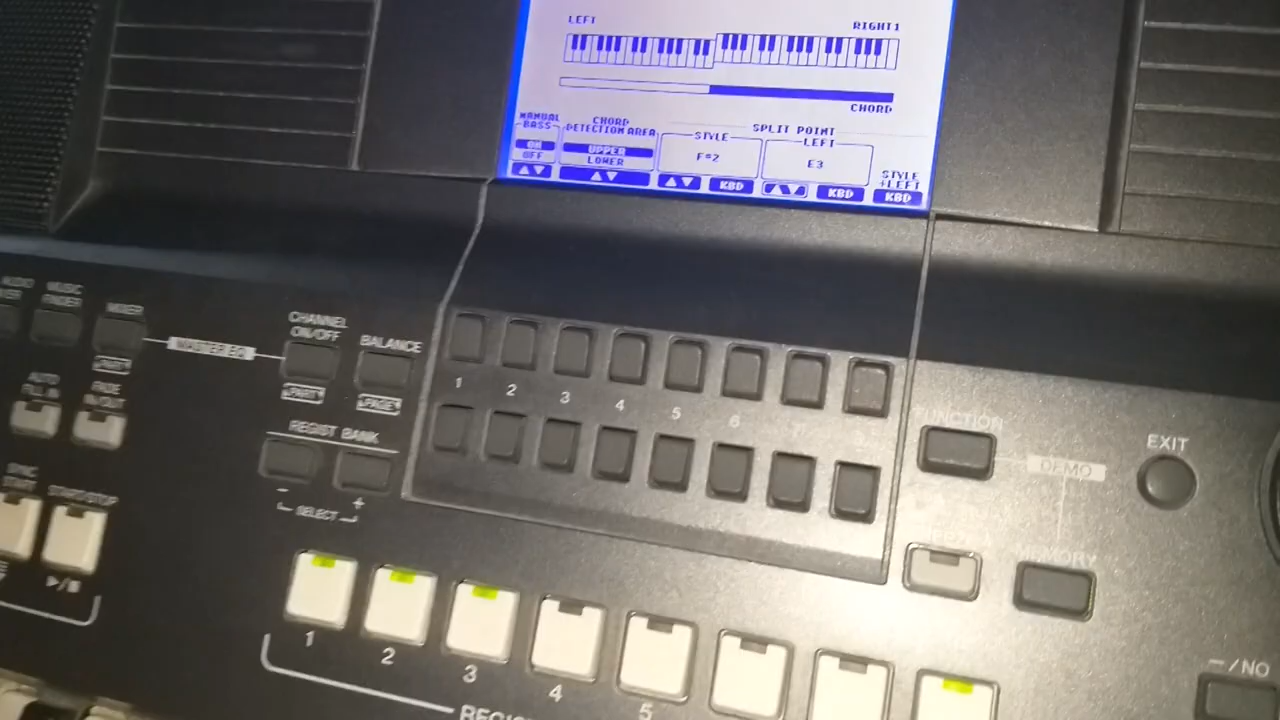 LEFT
RIGHT1
CHORD
MANUAL
BASS
ON
OFF
CHORD
DETECTION AREA
UPPER
LOWER
SPLIT POINT
STYLE
F#2
KBD
LEFT
E3
KBD
STYLE
+LEFT
KBD
MUSIC
FINDER
MIXER
PART
MASTER EQ
CHANNEL
ON/OFF
PART
BALANCE
PAGE
AUTO
FILL IN
FADE
IN/OUT
REGIST BANK
- +
SELECT
SYNC
START/STOP
1 2 3 4 5 6 7
FUNCTION
DEMO
EXIT
1 2 3 4 5
-/NO